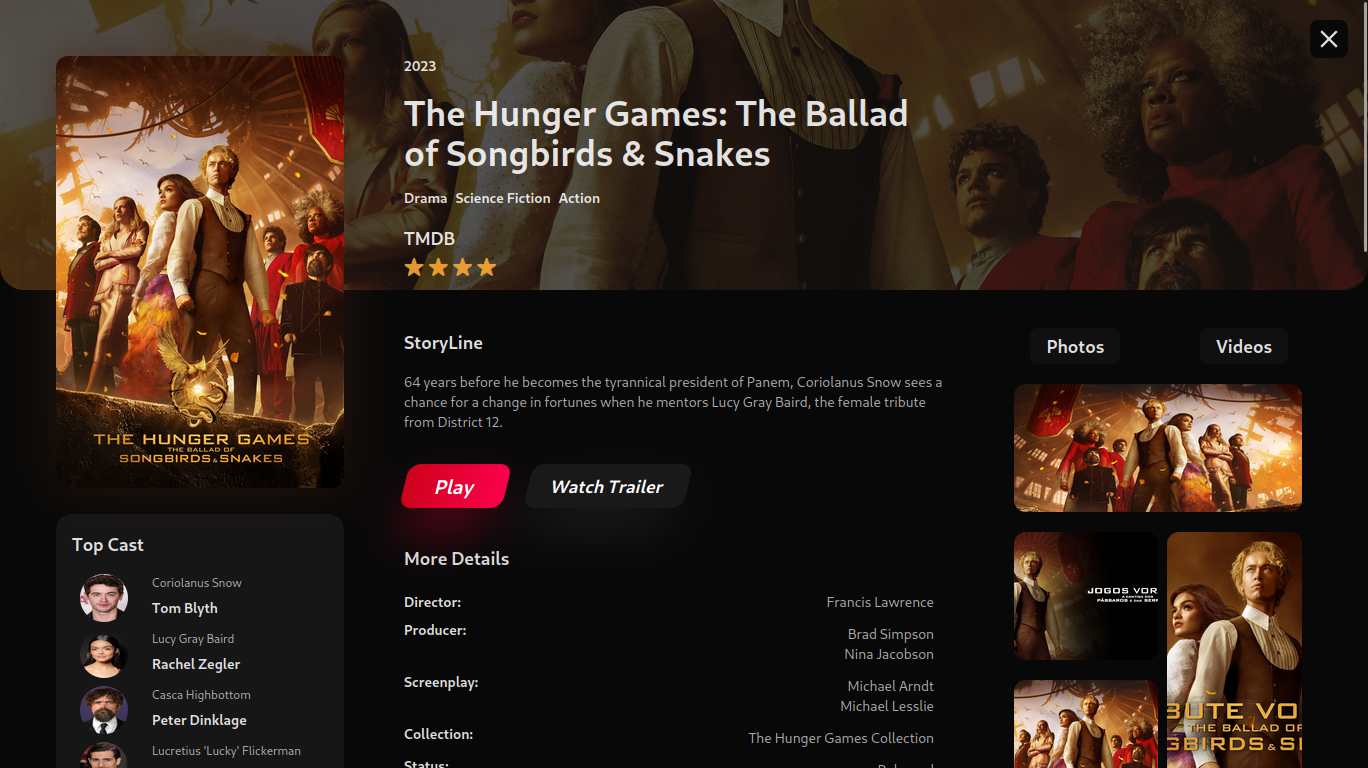 2023
The Hunger Games: The Ballad
of Songbirds & Snakes
Drama Science Fiction Action
TMDB
THE HUNGER GAMES
THE BALLAD OF
SONGBIRDS & SNAKES
StoryLine
64 years before he becomes the tyrannical president of Panem, Coriolanus Snow sees a
chance for a change in fortunes when he mentors Lucy Gray Baird, the female tribute
from District 12.
Play
Watch Trailer
Top Cast
Coriolanus Snow
Tom Blyth
Lucy Gray Baird
Rachel Zegler
Casca Highbottom
Peter Dinklage
Lucretius 'Lucky' Flickerman
More Details
Director:
Francis Lawrence
Producer:
Brad Simpson
Nina Jacobson
Screenplay:
Michael Arndt
Michael Lesslie
Collection:
The Hunger Games Collection
Status:
Released
Photos
Videos
JOGOS VOR
A CANTIGA DOS
PÁSSAROS E DAS SERP
BUTE VO
THE BALLAD OF
GBIRDS & S